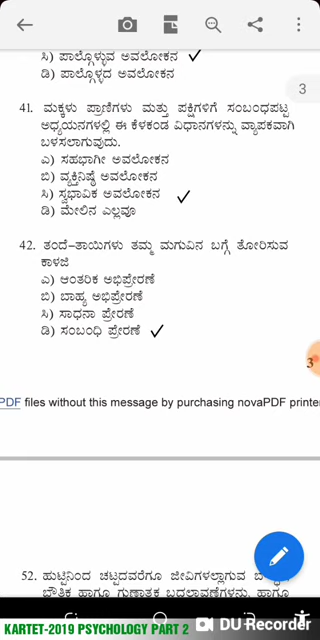 ಸಿ) ಪಾಲ್ಗೊಳ್ಳುವ ಅವಲೋಕನ
ಡಿ) ಪಾಲ್ಗೊಳ್ಳದ ಅವಲೋಕನ
3
41. ಮಕ್ಕಳು ಪ್ರಾಣಿಗಳು ಮತ್ತು ಪಕ್ಷಿಗಳಿಗೆ ಸಂಬಂಧಪಟ್ಟ
ಅಧ್ಯಯನಗಳಲ್ಲಿ ಈ ಕೆಳಕಂಡ ವಿಧಾನಗಳನ್ನು ವ್ಯಾಪಕವಾಗಿ
ಬಳಸಲಾಗುವುದು.
ಎ) ಸಹಭಾಗೀ ಅವಲೋಕನ
ಬಿ) ವ್ಯಕ್ತಿನಿಷ್ಠೆ ಅವಲೋಕನ
ಸಿ) ಸ್ವಭಾವಿಕ ಅವಲೋಕನ
ಡಿ) ಮೇಲಿನ ಎಲ್ಲವೂ
42. ತಂದೆ-ತಾಯಿಗಳು ತಮ್ಮ ಮಗುವಿನ ಬಗ್ಗೆ ತೋರಿಸುವ
ಕಾಳಜಿ
ಎ) ಆಂತರಿಕ ಅಭಿಪ್ರೇರಣೆ
ಬಿ) ಬಾಹ್ಯ ಅಭಿಪ್ರೇರಣೆ
ಸಿ) ಸಾಧನಾ ಪ್ರೇರಣೆ
ಡಿ) ಸಂಬಂಧಿ ಪ್ರೇರಣೆ
3
PDF files without this message by purchasing novaPDF printe
52. ಹುಟ್ಟಿನಿಂದ ಚಟ್ಟದವರೆಗೂ ಜೀವಿಗಳಲ್ಲಾಗುವ
ಭೌತಿಕ ಹಾಗೂ ಗುಣಾತ್ಮಕ ಬದಲಾವಣೆಗಳನ್ನು ಹಾಗೂ
KARTET-2019 PSYCHOLOGY PART 2
DU Recorder